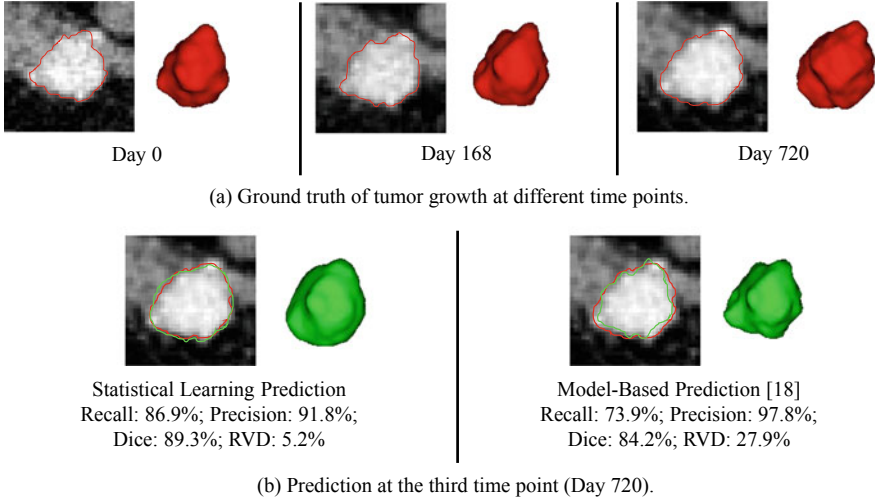 Day 0
Day 168
Day 720
(a) Ground truth of tumor growth at different time points.
Statistical Learning Prediction
Recall: 86.9%; Precision: 91.8%;
Dice: 89.3%; RVD: 5.2%
Model-Based Prediction [18]
Recall: 73.9%; Precision: 97.8%;
Dice: 84.2%; RVD: 27.9%
(b) Prediction at the third time point (Day 720).